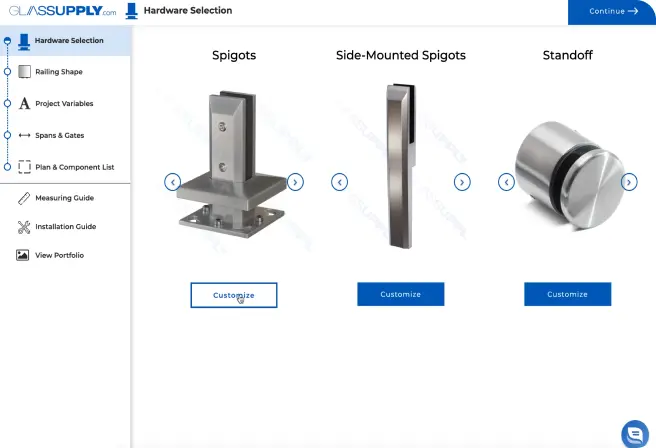 GLASSUPPLY.com
Hardware Selection
Continue
Hardware Selection
Railing Shape
A Project Variables
Spans & Gates
Plan & Component List
Measuring Guide
Installation Guide
View Portfolio
Spigots
Side-Mounted Spigots
Standoff
Customize
Customize
Customize